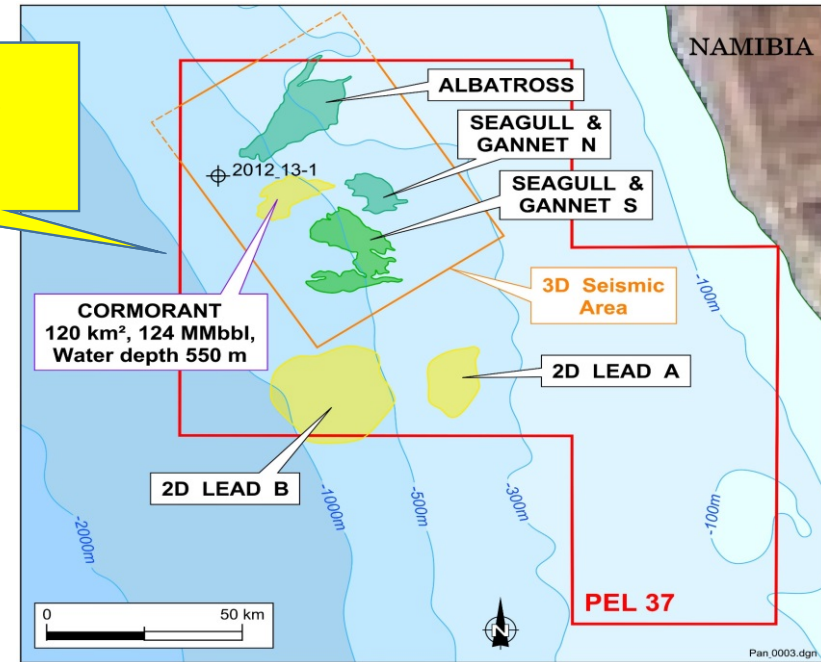 NAMIBIA
ALBATROSS
SEAGULL &
GANNET N
2012_13-1
SEAGULL &
GANNET S
-100m
3D Seismic
Area
CORMORANT
120 km², 124 MMbbl,
Water depth 550 m
2D LEAD A
2D LEAD B
-1000m
-500m
-300m
-100m
-2000m
PEL 37
0 50 km
N
Pan_0003.dgn